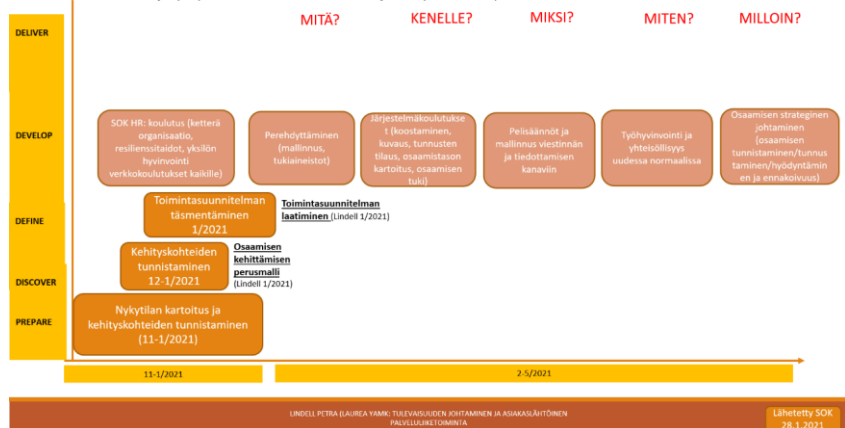 MITÄ?
KENELLE?
MIKSI?
MITEN?
MILLOIN?
DELIVER
DEVELOP
SOK HR: koulutus (ketterä
organisaatio,
resilienssitaidot, yksilön
hyvinvointi
verkkokoulutukset kaikille)
Perehdyttäminen
(mallinnus,
tukiaineistot)
Järjestelmäkoulutukse
t (koostaminen,
kuvaus, tunnusten
tilaus, osaamistason
kartoitus, osaamisen
tuki)
Pelisäännöt ja
mallinnus viestinnän
ja tiedottamisen
kanaviin
Työhyvinvointi ja
yhteisöllisyys
uudessa normaalissa
Osaamisen strateginen
johtaminen
(osaamisen
tunnistaminen/tunnus
taminen/hyödyntämin
en ja ennakoivuus)
DEFINE
Toimintasuunnitelman
täsmentäminen
1/2021
Toimintasuunnitelman
laatiminen (Lindell 1/2021)
DISCOVER
Kehityskohteiden
tunnistaminen
12-1/2021
Osaamisen
kehittämisen
perusmalli
(Lindell 1/2021)
PREPARE
Nykytilan kartoitus ja
kehityskohteiden tunnistaminen
(11-1/2021)
11-1/2021
2-5/2021
LINDELL PETRA (LAUREA YAMK: TULEVAISUUDEN JOHTAMINEN JA ASIAKASLÄHTÖINEN
PALVELULIIKETOIMINTA
Lähetetty SOK
28.1.2021